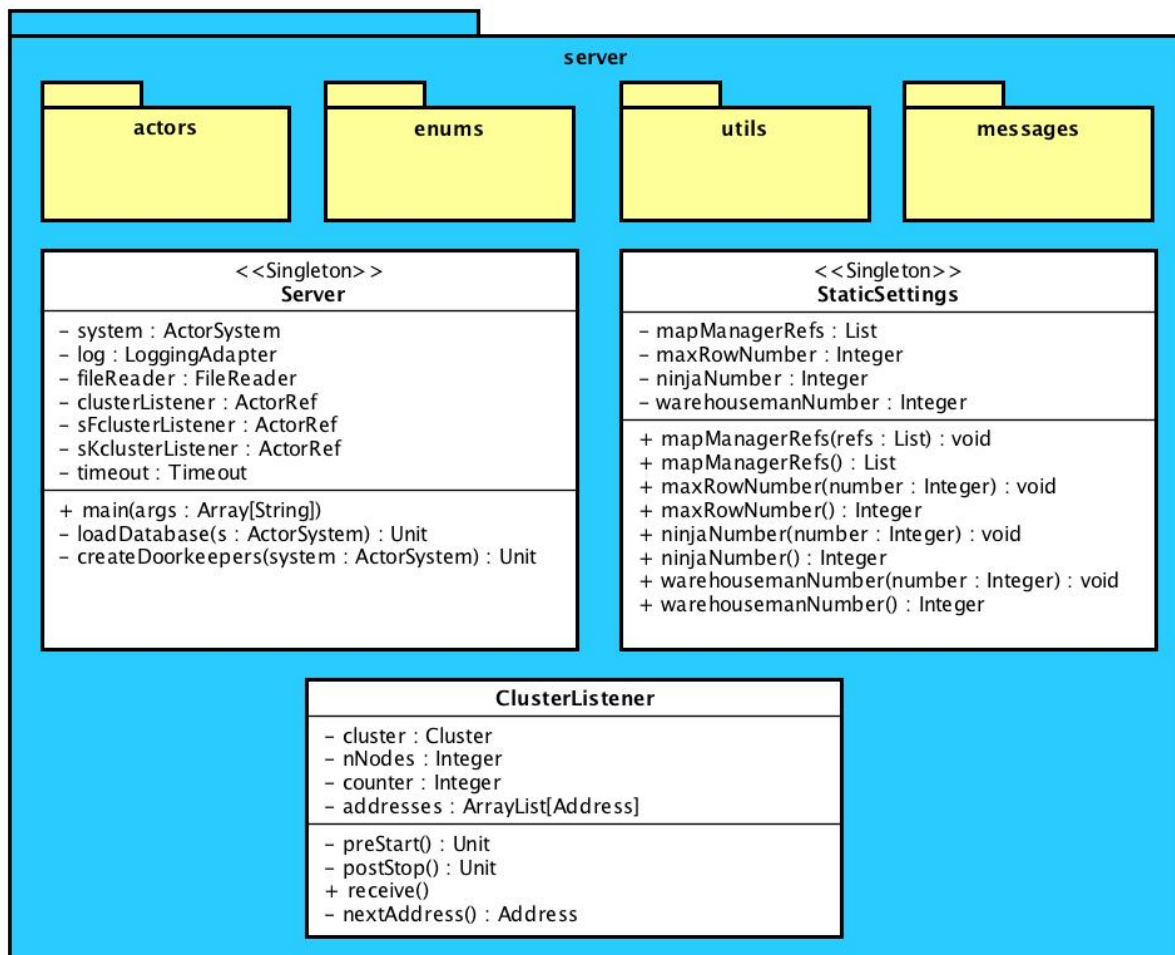 server
actors
enums
utils
messages
<<Singleton>>
Server
– system : ActorSystem
– log : LoggingAdapter
– fileReader : FileReader
– clusterListener : ActorRef
– sFclusterListener : ActorRef
– sKclusterListener : ActorRef
– timeout : Timeout
+ main(args : Array[String])
– loadDatabase(s : ActorSystem) : Unit
– createDoorkeepers(system : ActorSystem) : Unit
<<Singleton>>
StaticSettings
– mapManagerRefs : List
– maxRowNumber : Integer
– ninjaNumber : Integer
– warehousemanNumber : Integer
+ mapManagerRefs(refs : List) : void
+ mapManagerRefs() : List
+ maxRowNumber(number : Integer) : void
+ maxRowNumber() : Integer
+ ninjaNumber(number : Integer) : void
+ ninjaNumber() : Integer
+ warehousemanNumber(number : Integer) : void
+ warehousemanNumber() : Integer
ClusterListener
– cluster : Cluster
– nNodes : Integer
– counter : Integer
– addresses : ArrayList[Address]
– preStart() : Unit
– postStop() : Unit
+ receive()
– nextAddress() : Address